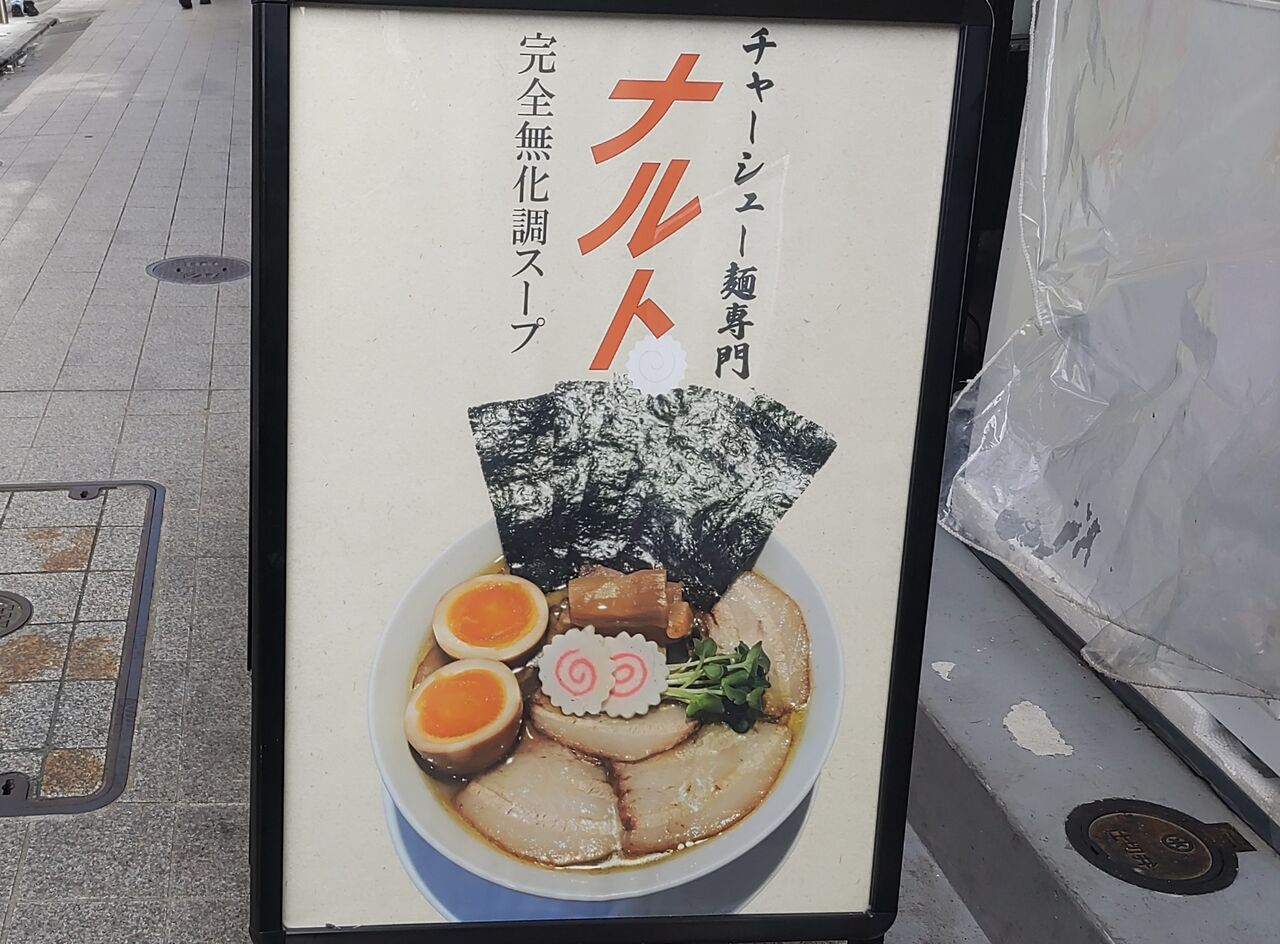 チャーシュー麺専門
ナルト
完全無化調スープ